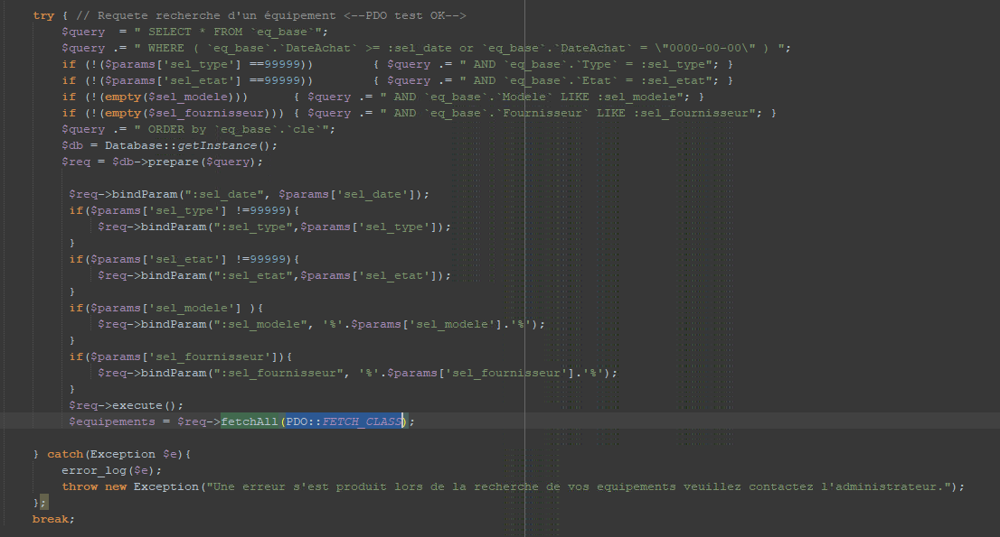 try { // Requete recherche d'un équipement <--PDO test OK-->
$query  = " SELECT * FROM `eq_base`";
$query .= " WHERE ( `eq_base`.`DateAchat` >= :sel_date or `eq_base`.`DateAchat` = \"0000-00-00\" ) ";
if (!($params['sel_type'] ==99999))        { $query .= " AND `eq_base`.`Type` = :sel_type"; }
if (!($params['sel_etat'] ==99999))        { $query .= " AND `eq_base`.`Etat` = :sel_etat"; }
if (!(empty($sel_modele)))      { $query .= " AND `eq_base`.`Modele` LIKE :sel_modele"; }
if (!(empty($sel_fournisseur))) { $query .= " AND `eq_base`.`Fournisseur` LIKE :sel_fournisseur"; }
$query .= " ORDER by `eq_base`.`cle`";
$db = Database::getInstance();
$req = $db->prepare($query);
$req->bindParam(":sel_date", $params['sel_date']);
if($params['sel_type'] !=99999){
$req->bindParam(":sel_type",$params['sel_type']);
}
if($params['sel_etat'] !=99999){
$req->bindParam(":sel_etat",$params['sel_etat']);
}
if($params['sel_modele'] ){
$req->bindParam(":sel_modele", '%'.$params['sel_modele'].'%');
}
if($params['sel_fournisseur']){
$req->bindParam(":sel_fournisseur", '%'.$params['sel_fournisseur'].'%');
}
$req->execute();
$equipements = $req->fetchAll(PDO::FETCH_CLASS);
} catch(Exception $e){
error_log($e);
throw new Exception("Une erreur s'est produit lors de la recherche de vos equipements veuillez contactez l'administrateur.");
};
break;